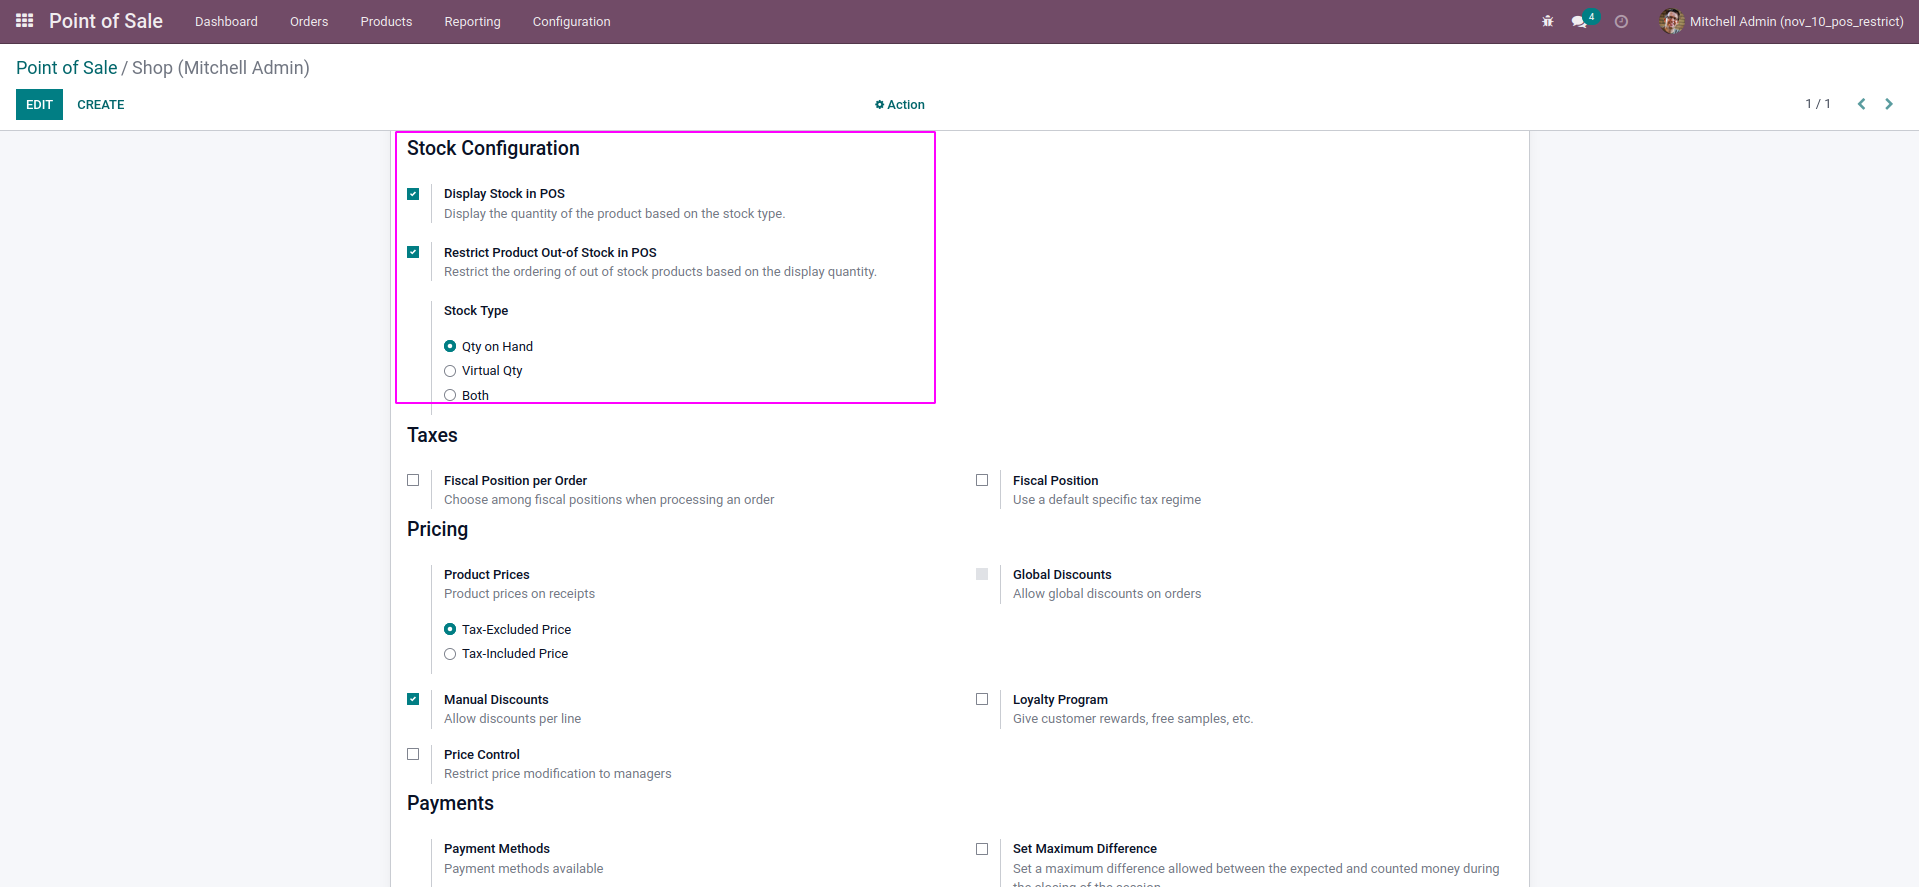 Point of Sale Dashboard Orders Products Reporting Configuration 4 Mitchell Admin (nov_10_pos_restrict)
Point of Sale / Shop (Mitchell Admin)
EDIT CREATE Action 1 / 1
Stock Configuration
Display Stock in POS
Display the quantity of the product based on the stock type.
Restrict Product Out-of Stock in POS
Restrict the ordering of out of stock products based on the display quantity.
Stock Type
Qty on Hand
Virtual Qty
Both
Taxes
Fiscal Position per Order
Choose among fiscal positions when processing an order
Fiscal Position
Use a default specific tax regime
Pricing
Product Prices
Product prices on receipts
Tax-Excluded Price
Tax-Included Price
Global Discounts
Allow global discounts on orders
Manual Discounts
Allow discounts per line
Loyalty Program
Give customer rewards, free samples, etc.
Price Control
Restrict price modification to managers
Payments
Payment Methods
Payment methods available
Set Maximum Difference
Set a maximum difference allowed between the expected and counted money during
the closing of the session